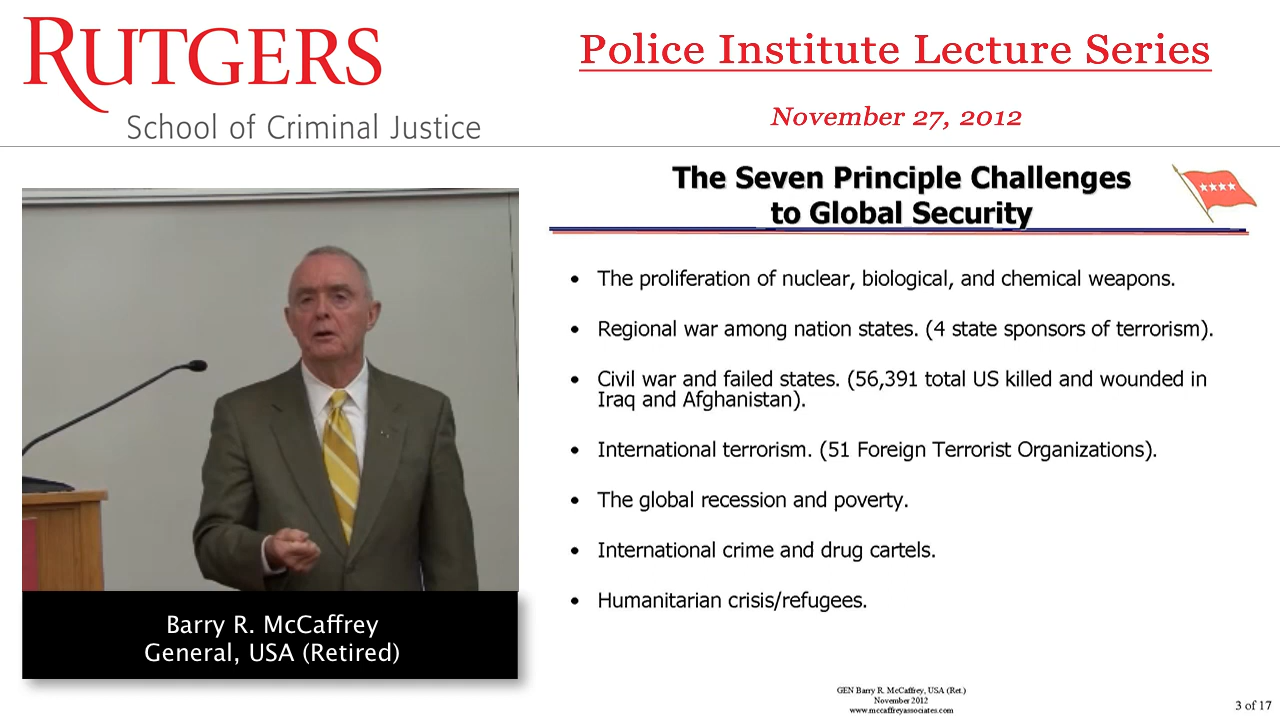 RUTGERS
School of Criminal Justice
Police Institute Lecture Series
November 27, 2012
The Seven Principle Challenges
to Global Security
• The proliferation of nuclear, biological, and chemical weapons.
• Regional war among nation states. (4 state sponsors of terrorism).
• Civil war and failed states. (56,391 total US killed and wounded in
Iraq and Afghanistan).
• International terrorism. (51 Foreign Terrorist Organizations).
• The global recession and poverty.
• International crime and drug cartels.
• Humanitarian crisis/refugees.
Barry R. McCaffrey
General, USA (Retired)
GEN Barry R. McCaffrey, USA (Ret.)
November 2012
www.mccaffreyassociates.com
3 of 17